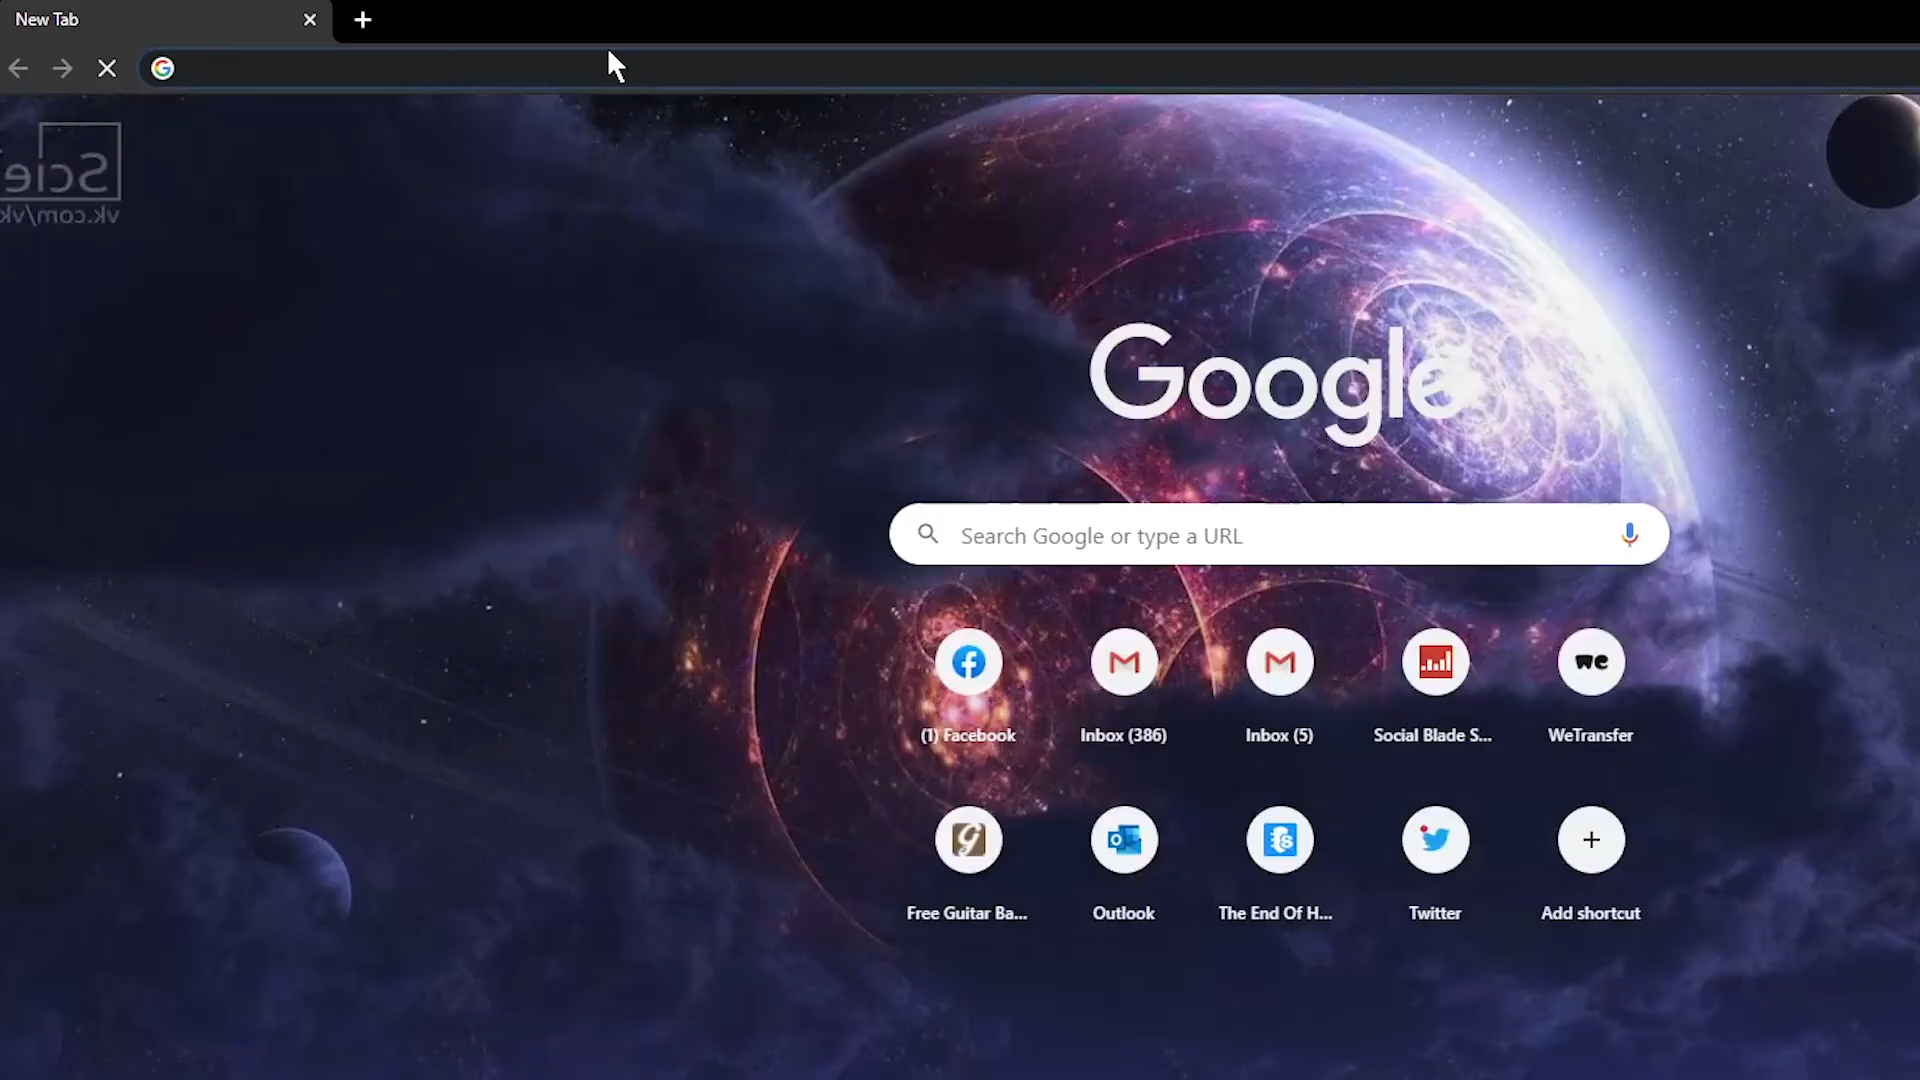 New Tab
Scie
vk.com/vk
Google
Search Google or type a URL
(1) Facebook
Inbox (386)
Inbox (5)
Social Blade S...
we
WeTransfer
Free Guitar Ba...
Outlook
The End Of H...
Twitter
Add shortcut